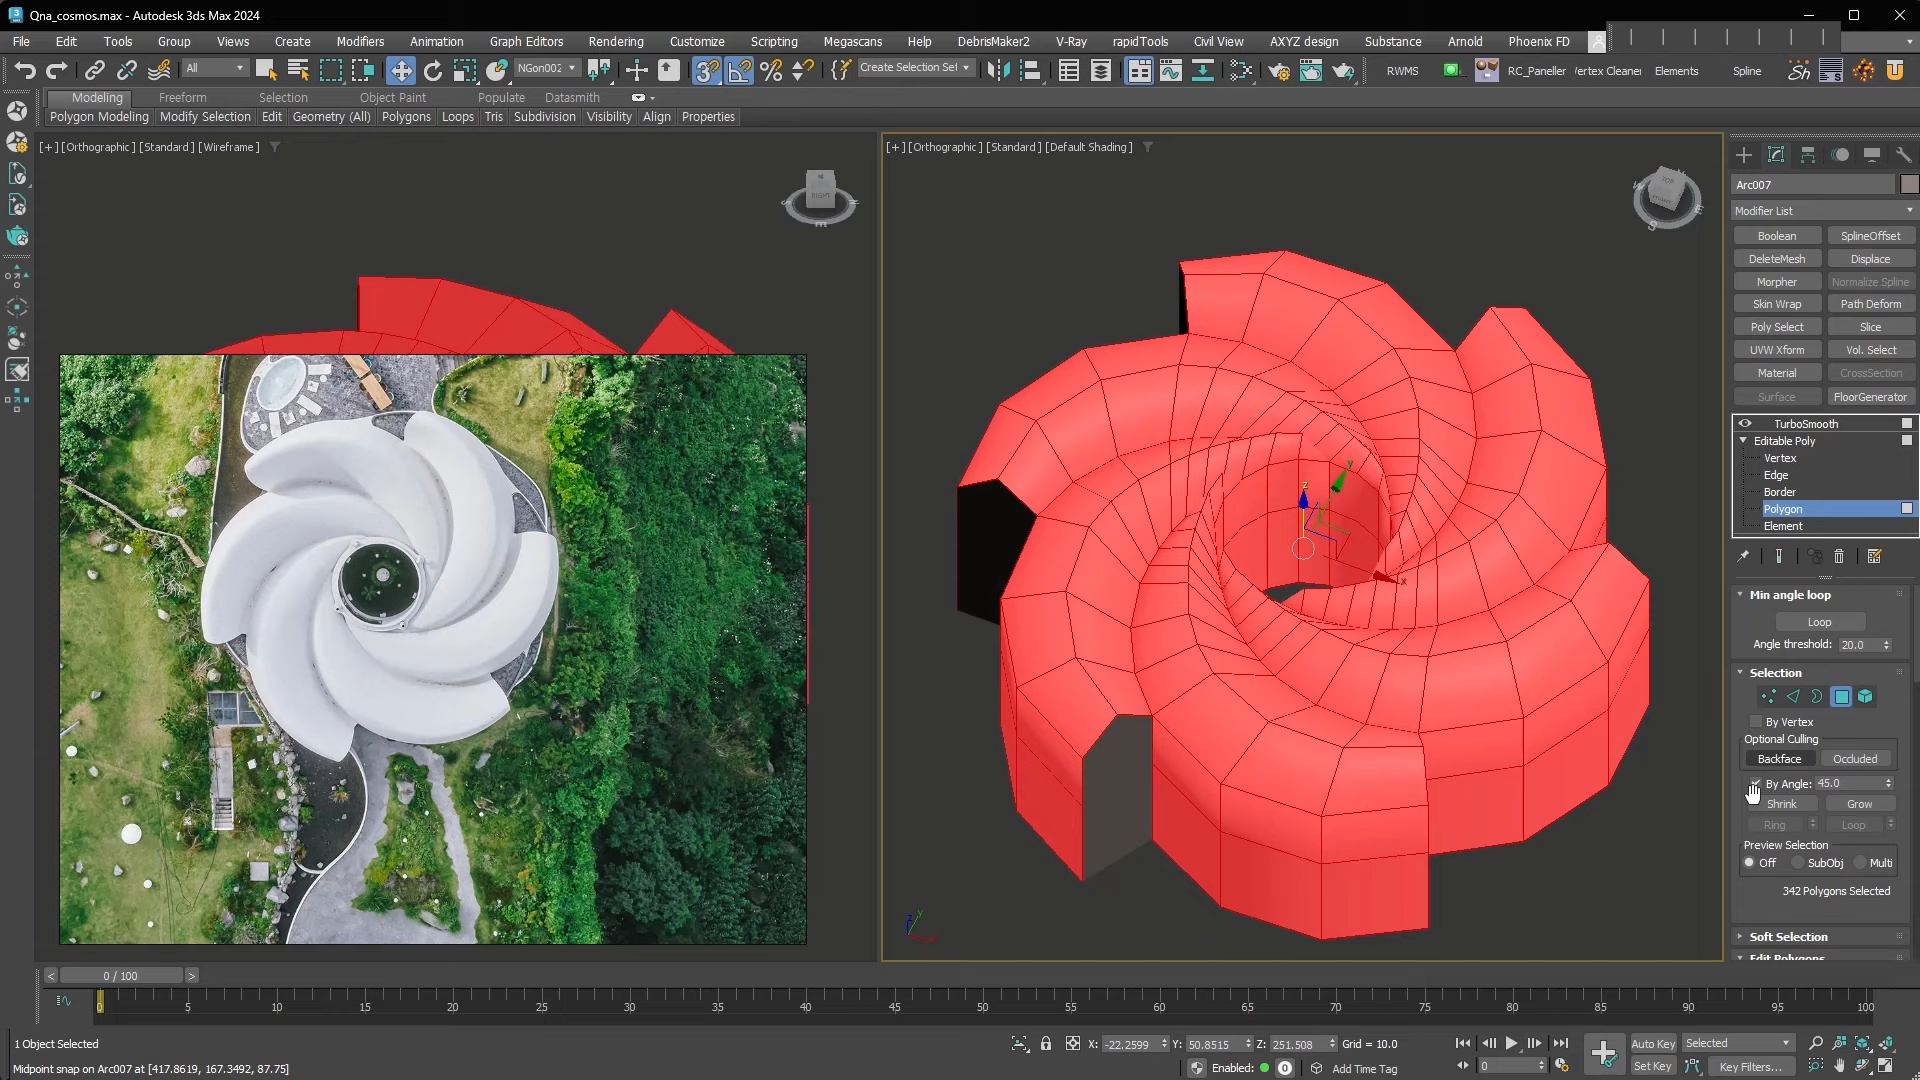 Qna_cosmos.max - Autodesk 3ds Max 2024
File Edit Tools Group Views Create Modifiers Animation Graph Editors Rendering Customize Scripting Megascans Help DebrisMaker2 V-Ray rapidTools Civil View AXYZ design Substance Arnold Phoenix FD
All NGon002 Create Selection Set RWMS RC_Paneller /ertex Cleaner Elements Spline Sh
Modeling Freeform Selection Object Paint Populate Datasmith
Polygon Modeling Modify Selection Edit Geometry (All) Polygons Loops Tris Subdivision Visibility Align Properties
[+] [Orthographic] [Standard] [Wireframe]
[+] [Orthographic] [Standard] [Default Shading]
RIGHT
TOP
Arc007
Modifier List
Boolean SplineOffset
DeleteMesh Displace
Morpher Normalize Spline
Skin Wrap Path Deform
Poly Select Slice
UVW Xform Vol. Select
Material CrossSection
Surface FloorGenerator
TurboSmooth
Editable Poly
Vertex
Edge
Border
Polygon
Element
Min angle loop
Loop
Angle threshold: 20.0
Selection
By Vertex
Optional Culling
Backface Occluded
By Angle: 45.0
Shrink Grow
Ring Loop
Preview Selection
Off SubObj Multi
342 Polygons Selected
Soft Selection
Edit Polygons
z
y
x
< 0 / 100 >
0 5 10 15 20 25 30 35 40 45 50 55 60 65 70 75 80 85 90 95 100
1 Object Selected
X: -22.2599 Y: 50.8515 Z: 251.508 Grid = 10.0
Auto Key Selected
Midpoint snap on Arc007 at [417.8619, 167.3492, 87.75]
Enabled: 0 Add Time Tag
0
Set Key Key Filters...